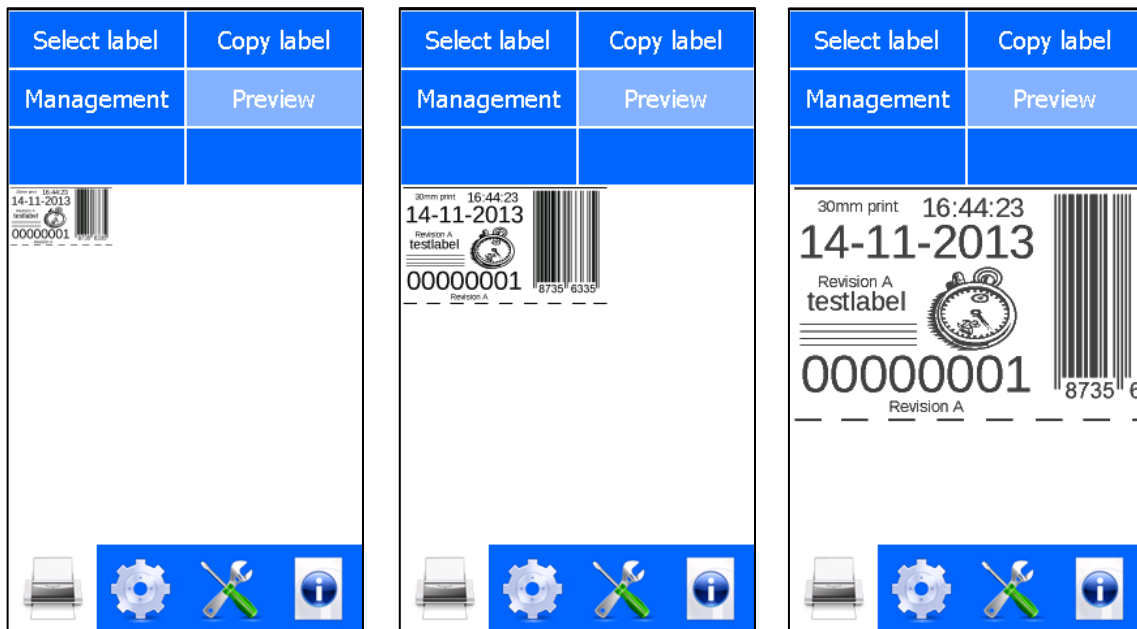 Select label Copy label
Management Preview
30mm print 16:44:23
14-11-2013
Revision A
testlabel
00000001
8735 6335
Revision A
Select label Copy label
Management Preview
30mm print 16:44:23
14-11-2013
Revision A
testlabel
00000001
8735 6335
Revision A
Select label Copy label
Management Preview
30mm print 16:44:23
14-11-2013
Revision A
testlabel
00000001
8735 6
Revision A